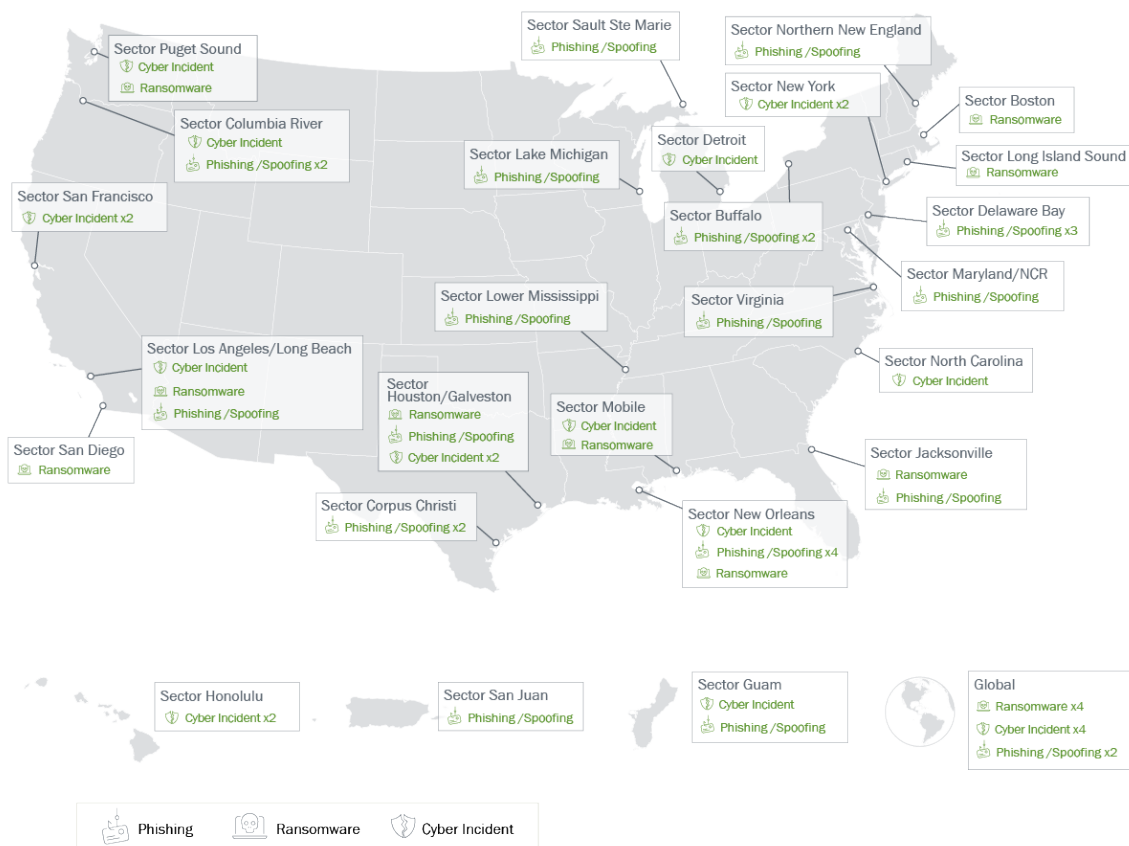 Sector Sault Ste Marie
Phishing /Spoofing
Sector Northern New England
Phishing /Spoofing
Sector Puget Sound
Cyber Incident
Ransomware
Sector New York
Cyber Incident x2
Sector Boston
Ransomware
Sector Columbia River
Cyber Incident
Phishing /Spoofing x2
Sector Detroit
Cyber Incident
Sector Lake Michigan
Phishing /Spoofing
Sector Long Island Sound
Ransomware
Sector San Francisco
Cyber Incident x2
Sector Buffalo
Phishing /Spoofing x2
Sector Delaware Bay
Phishing /Spoofing x3
Sector Maryland/NCR
Phishing /Spoofing
Sector Lower Mississippi
Phishing /Spoofing
Sector Virginia
Phishing /Spoofing
Sector Los Angeles/Long Beach
Cyber Incident
Ransomware
Phishing /Spoofing
Sector North Carolina
Cyber Incident
Sector
Houston/Galveston
Ransomware
Phishing /Spoofing
Cyber Incident x2
Sector Mobile
Cyber Incident
Ransomware
Sector San Diego
Ransomware
Sector Jacksonville
Ransomware
Phishing /Spoofing
Sector Corpus Christi
Phishing /Spoofing x2
Sector New Orleans
Cyber Incident
Phishing /Spoofing x4
Ransomware
Sector Honolulu
Cyber Incident x2
Sector San Juan
Phishing /Spoofing
Sector Guam
Cyber Incident
Phishing /Spoofing
Global
Ransomware x4
Cyber Incident x4
Phishing /Spoofing x2
Phishing
Ransomware
Cyber Incident